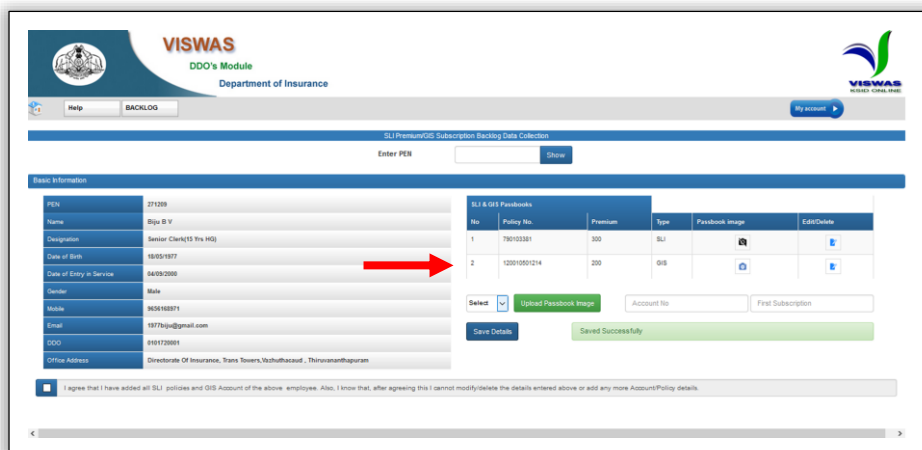 VISWAS
DDO's Module
Department of Insurance
VISWAS
KSID ONLINE
Help BACKLOG My account
SLI Premium/GIS Subscription Backlog Data Collection
Enter PEN Show
Basic Information
PEN 271209
Name Biju B V
Designation Senior Clerk(15 Yrs HG)
Date of Birth 18/05/1977
Date of Entry in Service 04/09/2000
Gender Male
Mobile 9656168971
Email 1977biju@gmail.com
DDO 0101720001
Office Address Directorate Of Insurance, Trans Towers,Vazhuthacaud , Thiruvananthapuram
SLI & GIS Passbooks
No Policy No. Premium Type Passbook image Edit/Delete
1 790103381 300 SLI
2 120010501214 200 GIS
Select Upload Passbook Image Account No First Subscription
Save Details Saved Successfully
I agree that I have added all SLI policies and GIS Account of the above employee. Also, I know that, after agreeing this I cannot modify/delete the details entered above or add any more Account/Policy details.